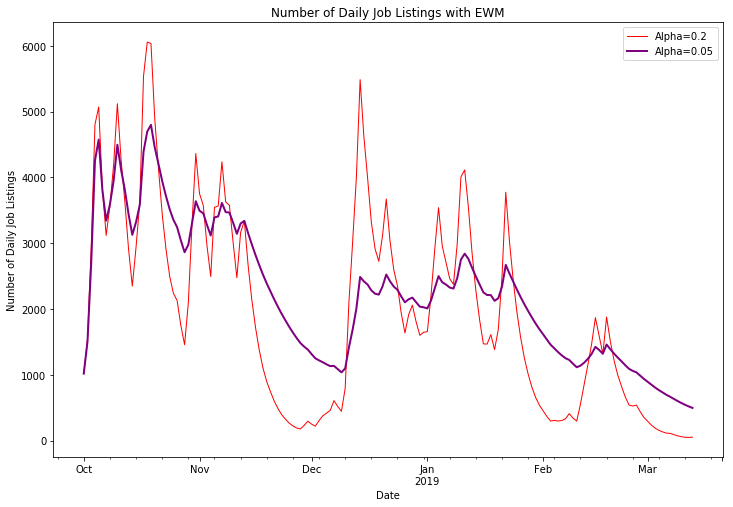 Number of Daily Job Listings with EWM
Alpha=0.2
Alpha=0.05
Number of Daily Job Listings
6000
5000
4000
3000
2000
1000
0
Oct
Nov
Dec
Jan
2019
Feb
Mar
Date